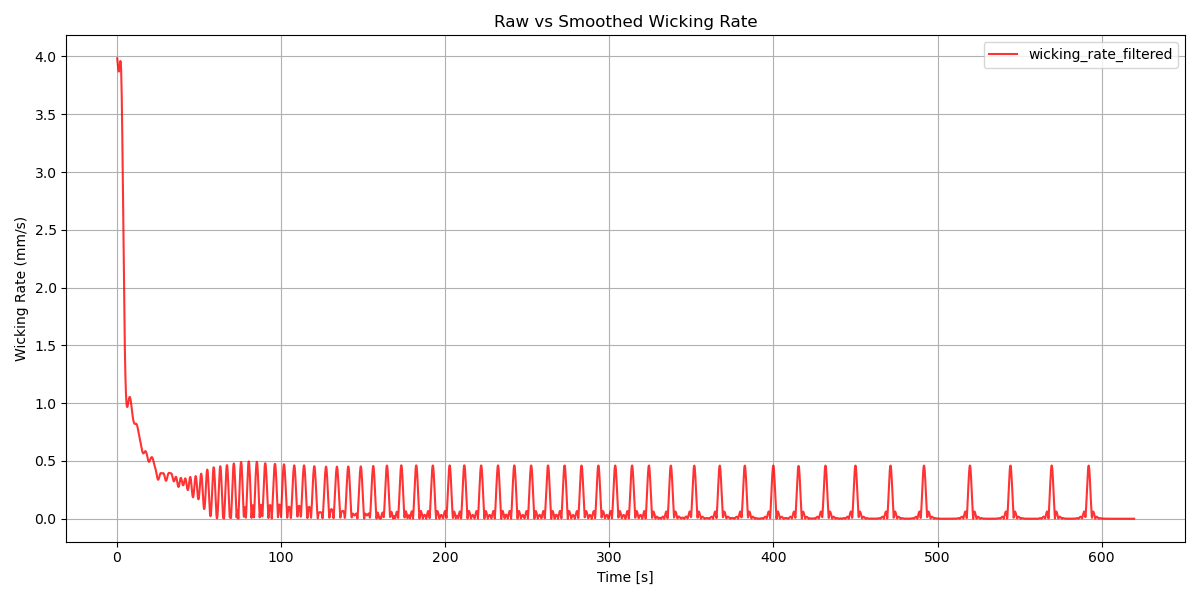 Raw vs Smoothed Wicking Rate
wicking_rate_filtered
Wicking Rate (mm/s)
4.0
3.5
3.0
2.5
2.0
1.5
1.0
0.5
0.0
0 100 200 300 400 500 600
Time [s]